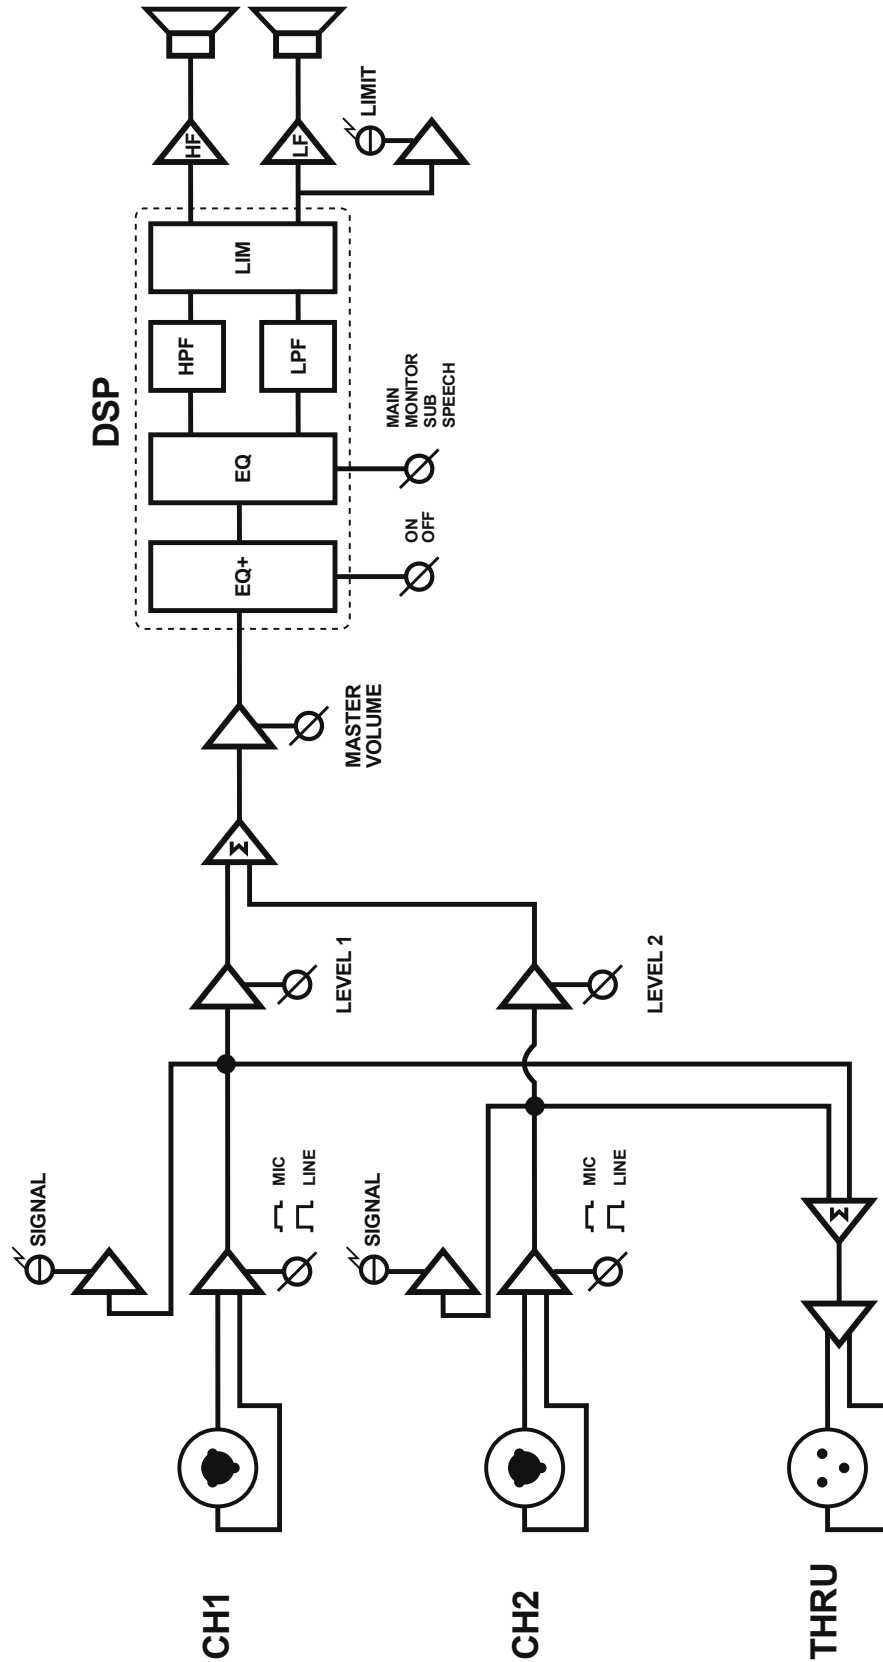 CH1
CH2
THRU
SIGNAL
MIC
LINE
SIGNAL
MIC
LINE
LEVEL 1
LEVEL 2
Σ
Σ
MASTER
VOLUME
DSP
EQ+
ON
OFF
EQ
MAIN
MONITOR
SUB
SPEECH
HPF
LPF
LIM
HF
LF
LIMIT